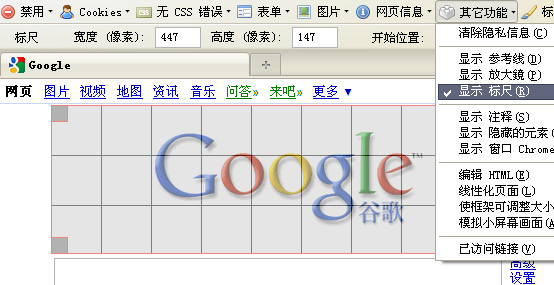 禁用 Cookies 无 CSS 错误 表单 图片 网页信息 其它功能 标
标尺 宽度 (像素): 447 高度 (像素): 147 开始位置:
清除隐私信息(C)
Google
显示 参考线(D)
显示 放大镜(M)
显示 标尺(R)
网页 图片 视频 地图 资讯 音乐 问答» 来吧» 更多 ▼
显示 注释(S)
显示 隐藏的元素(
显示 窗口 Chrome
Google™
谷歌
编辑 HTML(E)
线性化页面(L)
使框架可调整大小
模拟小屏幕画面(A
已访问链接(V)
高级
设置